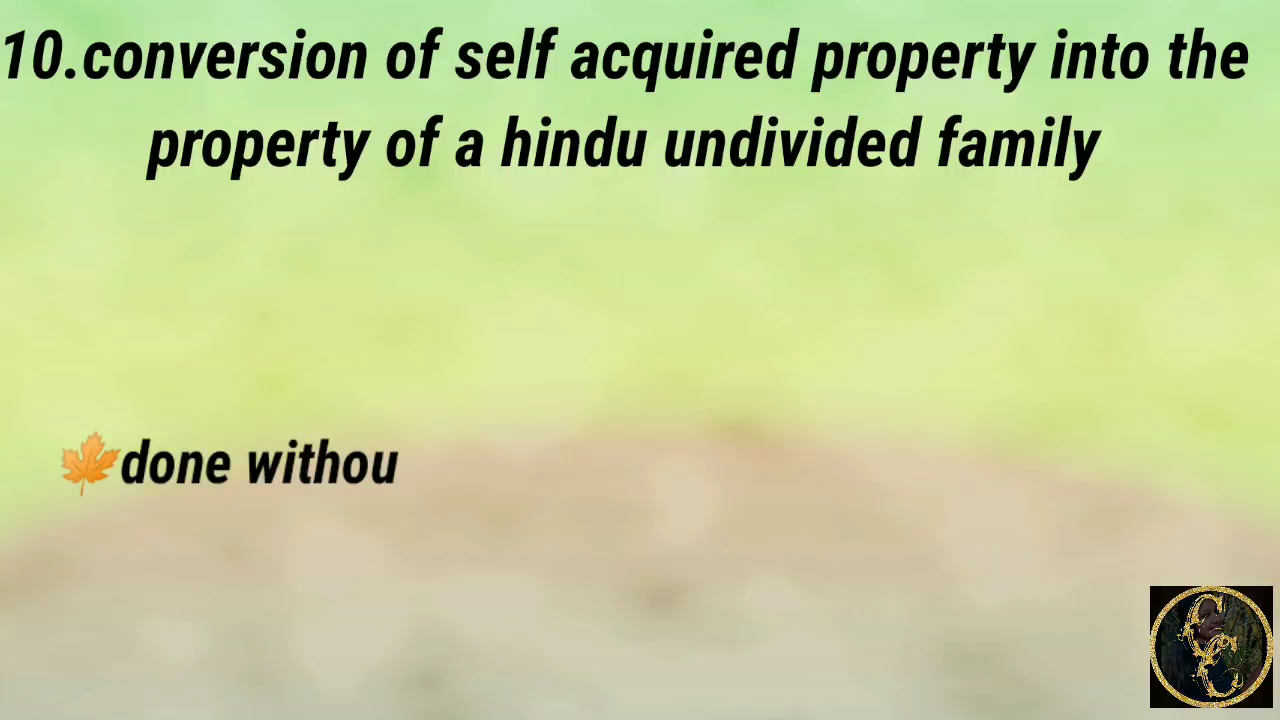 10.conversion of self acquired property into the
property of a hindu undivided family
🍁done withou